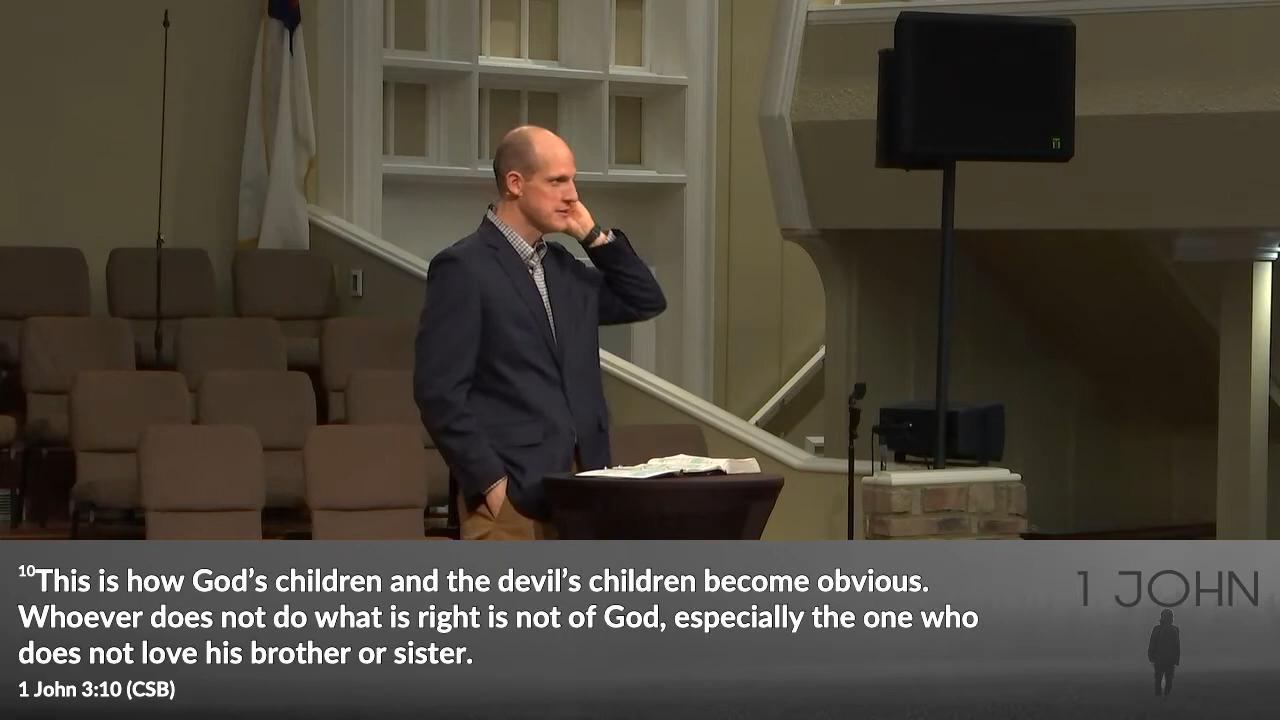 ¹⁰This is how God’s children and the devil’s children become obvious.
Whoever does not do what is right is not of God, especially the one who
does not love his brother or sister.
1 John 3:10 (CSB)
1 JOHN